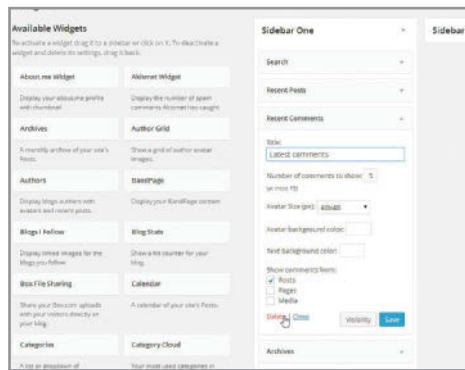 Available Widgets
To activate a widget drag it to a sidebar or click on it. To deactivate a
widget and delete its settings, drag it back.
About.me Widget
Display your about.me profile
with thumbnail
Akismet Widget
Display the number of spam
comments Akismet has caught
Archives
A monthly archive of your site's
Posts.
Author Grid
Show a grid of author avatar
images.
Authors
Display blogs authors with
avatars and recent posts.
BandPage
Display your BandPage content
Blogs I Follow
Display linked images for the
blogs you follow
Blog Stats
Show a hit counter for your
blog.
Box File Sharing
Share your Box.com uploads
with your visitors directly on
your blog.
Calendar
A calendar of your site's Posts.
Categories
A list or dropdown of
Category Cloud
Your most used categories in
Sidebar One
Search
Recent Posts
Recent Comments
Title:
Latest comments
Number of comments to show: 5
(at most 15)
Avatar Size (px):
Avatar background color:
Text background color:
Show comments from:
Posts
Pages
Media
Delete | Close
Visibility
Save
Archives
Sidebar